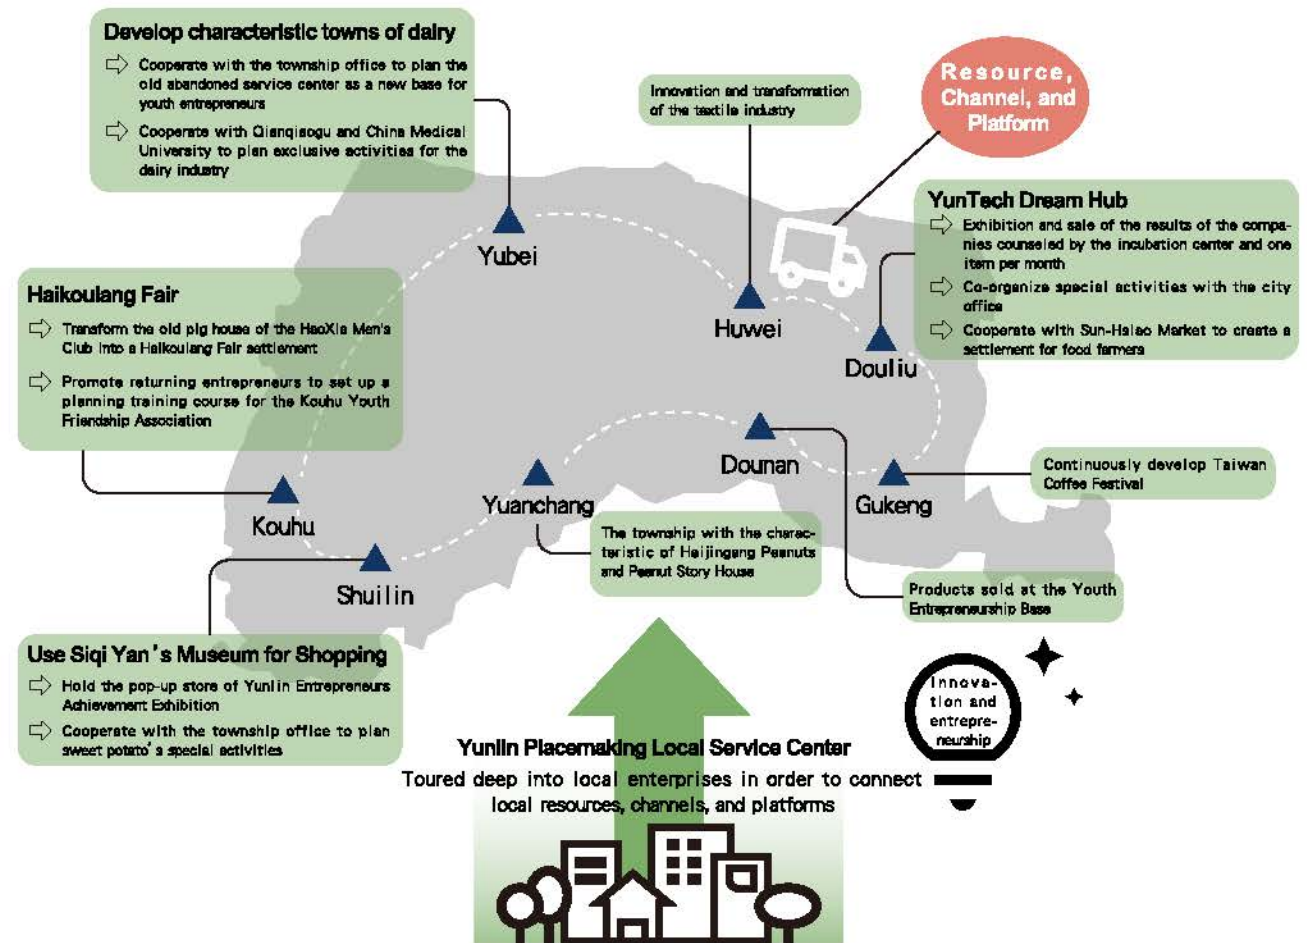 Develop characteristic towns of dairy
Cooperate with the township office to plan the
old abandoned service center as a new base for
youth entrepreneurs
Cooperate with Qianqiaogu and China Medical
University to plan exclusive activities for the
dairy industry
Innovation and transformation
of the textile industry
Resource,
Channel, and
Platform
YunTech Dream Hub
Exhibition and sale of the results of the compa-
nies counseled by the incubation center and one
item per month
Co-organize special activities with the city
office
Cooperate with Sun-Hsiao Market to create a
settlement for food farmers
Yubei
Huwei
Douliu
Haikoulang Fair
Transform the old pig house of the HaoXia Men's
Club into a Haikoulang Fair settlement
Promote returning entrepreneurs to set up a
planning training course for the Kouhu Youth
Friendship Association
Dounan
Gukeng
Yuanchang
Kouhu
Shuilin
Continuously develop Taiwan
Coffee Festival
The township with the charac-
teristic of Heijingang Peanuts
and Peanut Story House
Products sold at the Youth
Entrepreneurship Base
Use Siqi Yan's Museum for Shopping
Hold the pop-up store of Yunlin Entrepreneurs
Achievement Exhibition
Cooperate with the township office to plan
sweet potato's special activities
Innova-
tion and
entrepre-
neurship
Yunlin Placemaking Local Service Center
Toured deep into local enterprises in order to connect
local resources, channels, and platforms